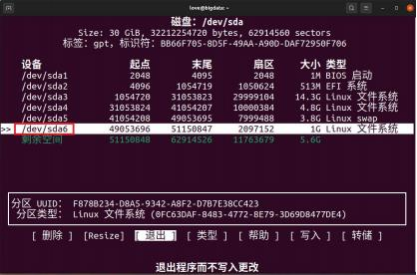 love@bigdata: ~
磁盘：/dev/sda
Size: 30 GiB, 32212254720 bytes, 62914560 sectors
标签：gpt, 标识符：BB66F705-8D5F-49AA-A90D-DAF72950F706
设备 起点 末尾 扇区 大小 类型
/dev/sda1 2048 4095 2048 1M BIOS 启动
/dev/sda2 4096 1054719 1050624 513M EFI 系统
/dev/sda3 1054720 31053823 29999104 14.3G Linux 文件系统
/dev/sda4 31053824 41054207 10000384 4.8G Linux 文件系统
/dev/sda5 41054208 49053695 7999488 3.8G Linux swap
>> /dev/sda6 49053696 51150847 2097152 1G Linux 文件系统
剩余空间 51150848 62914526 11763679 5.6G
分区 UUID： F878B234-D8A5-9342-A8F2-D7B7E38CC423
分区类型： Linux 文件系统 (0FC63DAF-8483-4772-8E79-3D69D8477DE4)
[ 删除 ] [Resize] [ 退出 ] [ 类型 ] [ 帮助 ] [ 写入 ] [ 转储 ]
退出程序而不写入更改